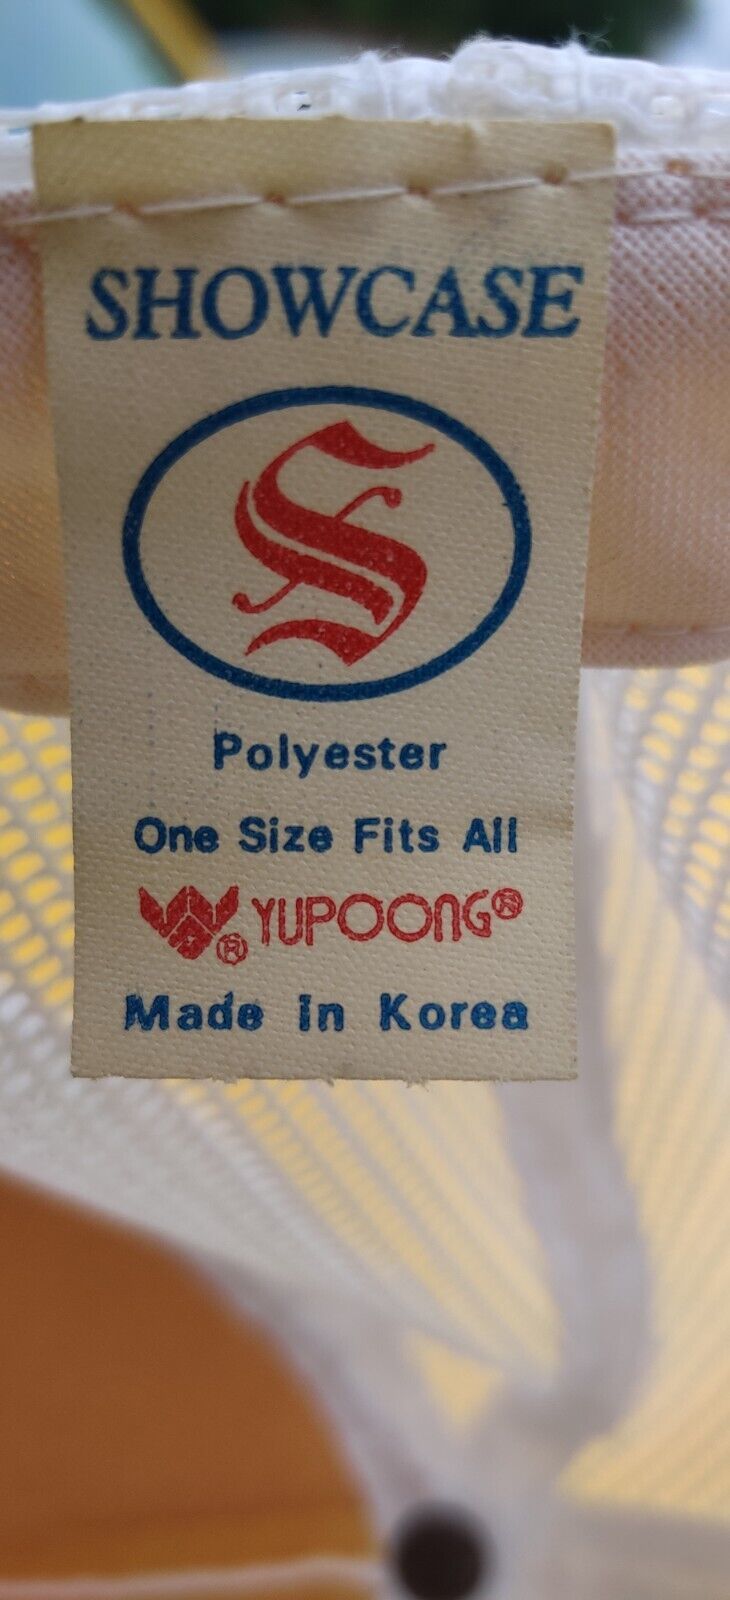 SHOWCASE
S
Polyester
One Size Fits All
® YUPOONG®
Made In Korea